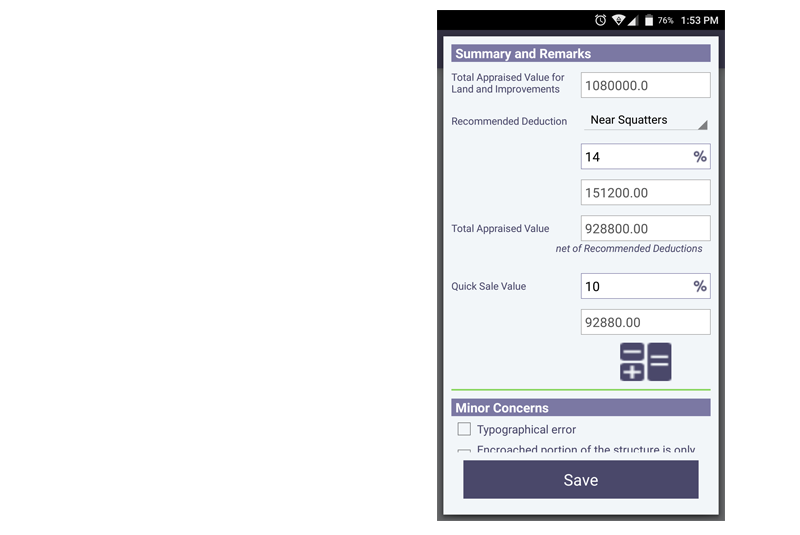 76% 1:53 PM
Summary and Remarks
Total Appraised Value for
Land and Improvements
1080000.0
Recommended Deduction
Near Squatters
14 %
151200.00
Total Appraised Value
928800.00
net of Recommended Deductions
Quick Sale Value
10 %
92880.00
Minor Concerns
Typographical error
Encroached portion of the structure is only
Save